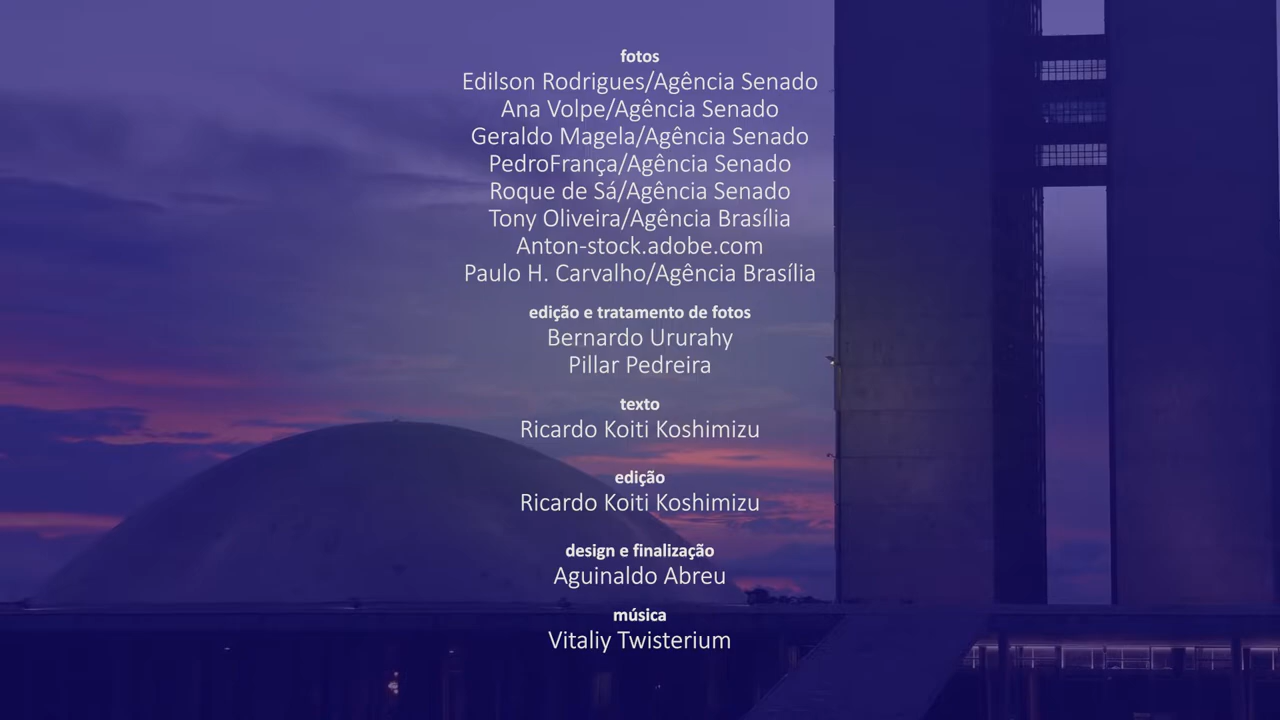 fotos
Edilson Rodrigues/Agência Senado
Ana Volpe/Agência Senado
Geraldo Magela/Agência Senado
PedroFrança/Agência Senado
Roque de Sá/Agência Senado
Tony Oliveira/Agência Brasília
Anton-stock.adobe.com
Paulo H. Carvalho/Agência Brasília
edição e tratamento de fotos
Bernardo Ururahy
Pillar Pedreira
texto
Ricardo Koiti Koshimizu
edição
Ricardo Koiti Koshimizu
design e finalização
Aguinaldo Abreu
música
Vitaliy Twisterium